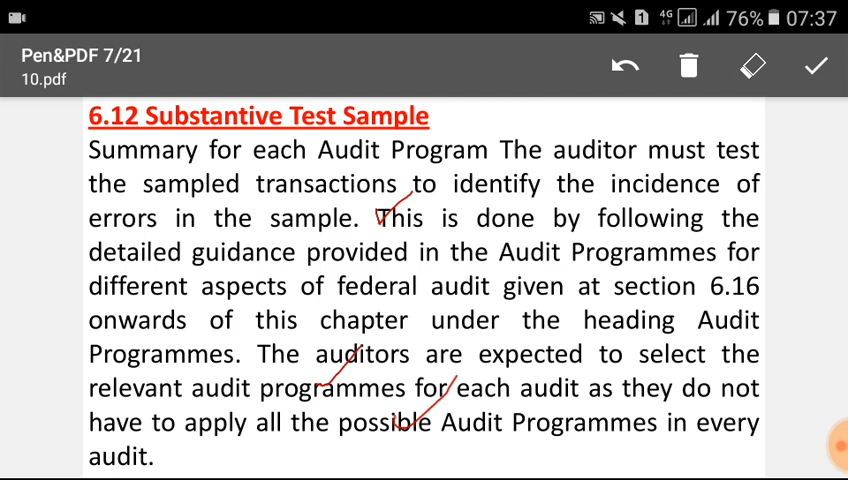 4G 1 76% 07:37
Pen&PDF 7/21
10.pdf
6.12 Substantive Test Sample
Summary for each Audit Program The auditor must test
the sampled transactions to identify the incidence of
errors in the sample. This is done by following the
detailed guidance provided in the Audit Programmes for
different aspects of federal audit given at section 6.16
onwards of this chapter under the heading Audit
Programmes. The auditors are expected to select the
relevant audit programmes for each audit as they do not
have to apply all the possible Audit Programmes in every
audit.